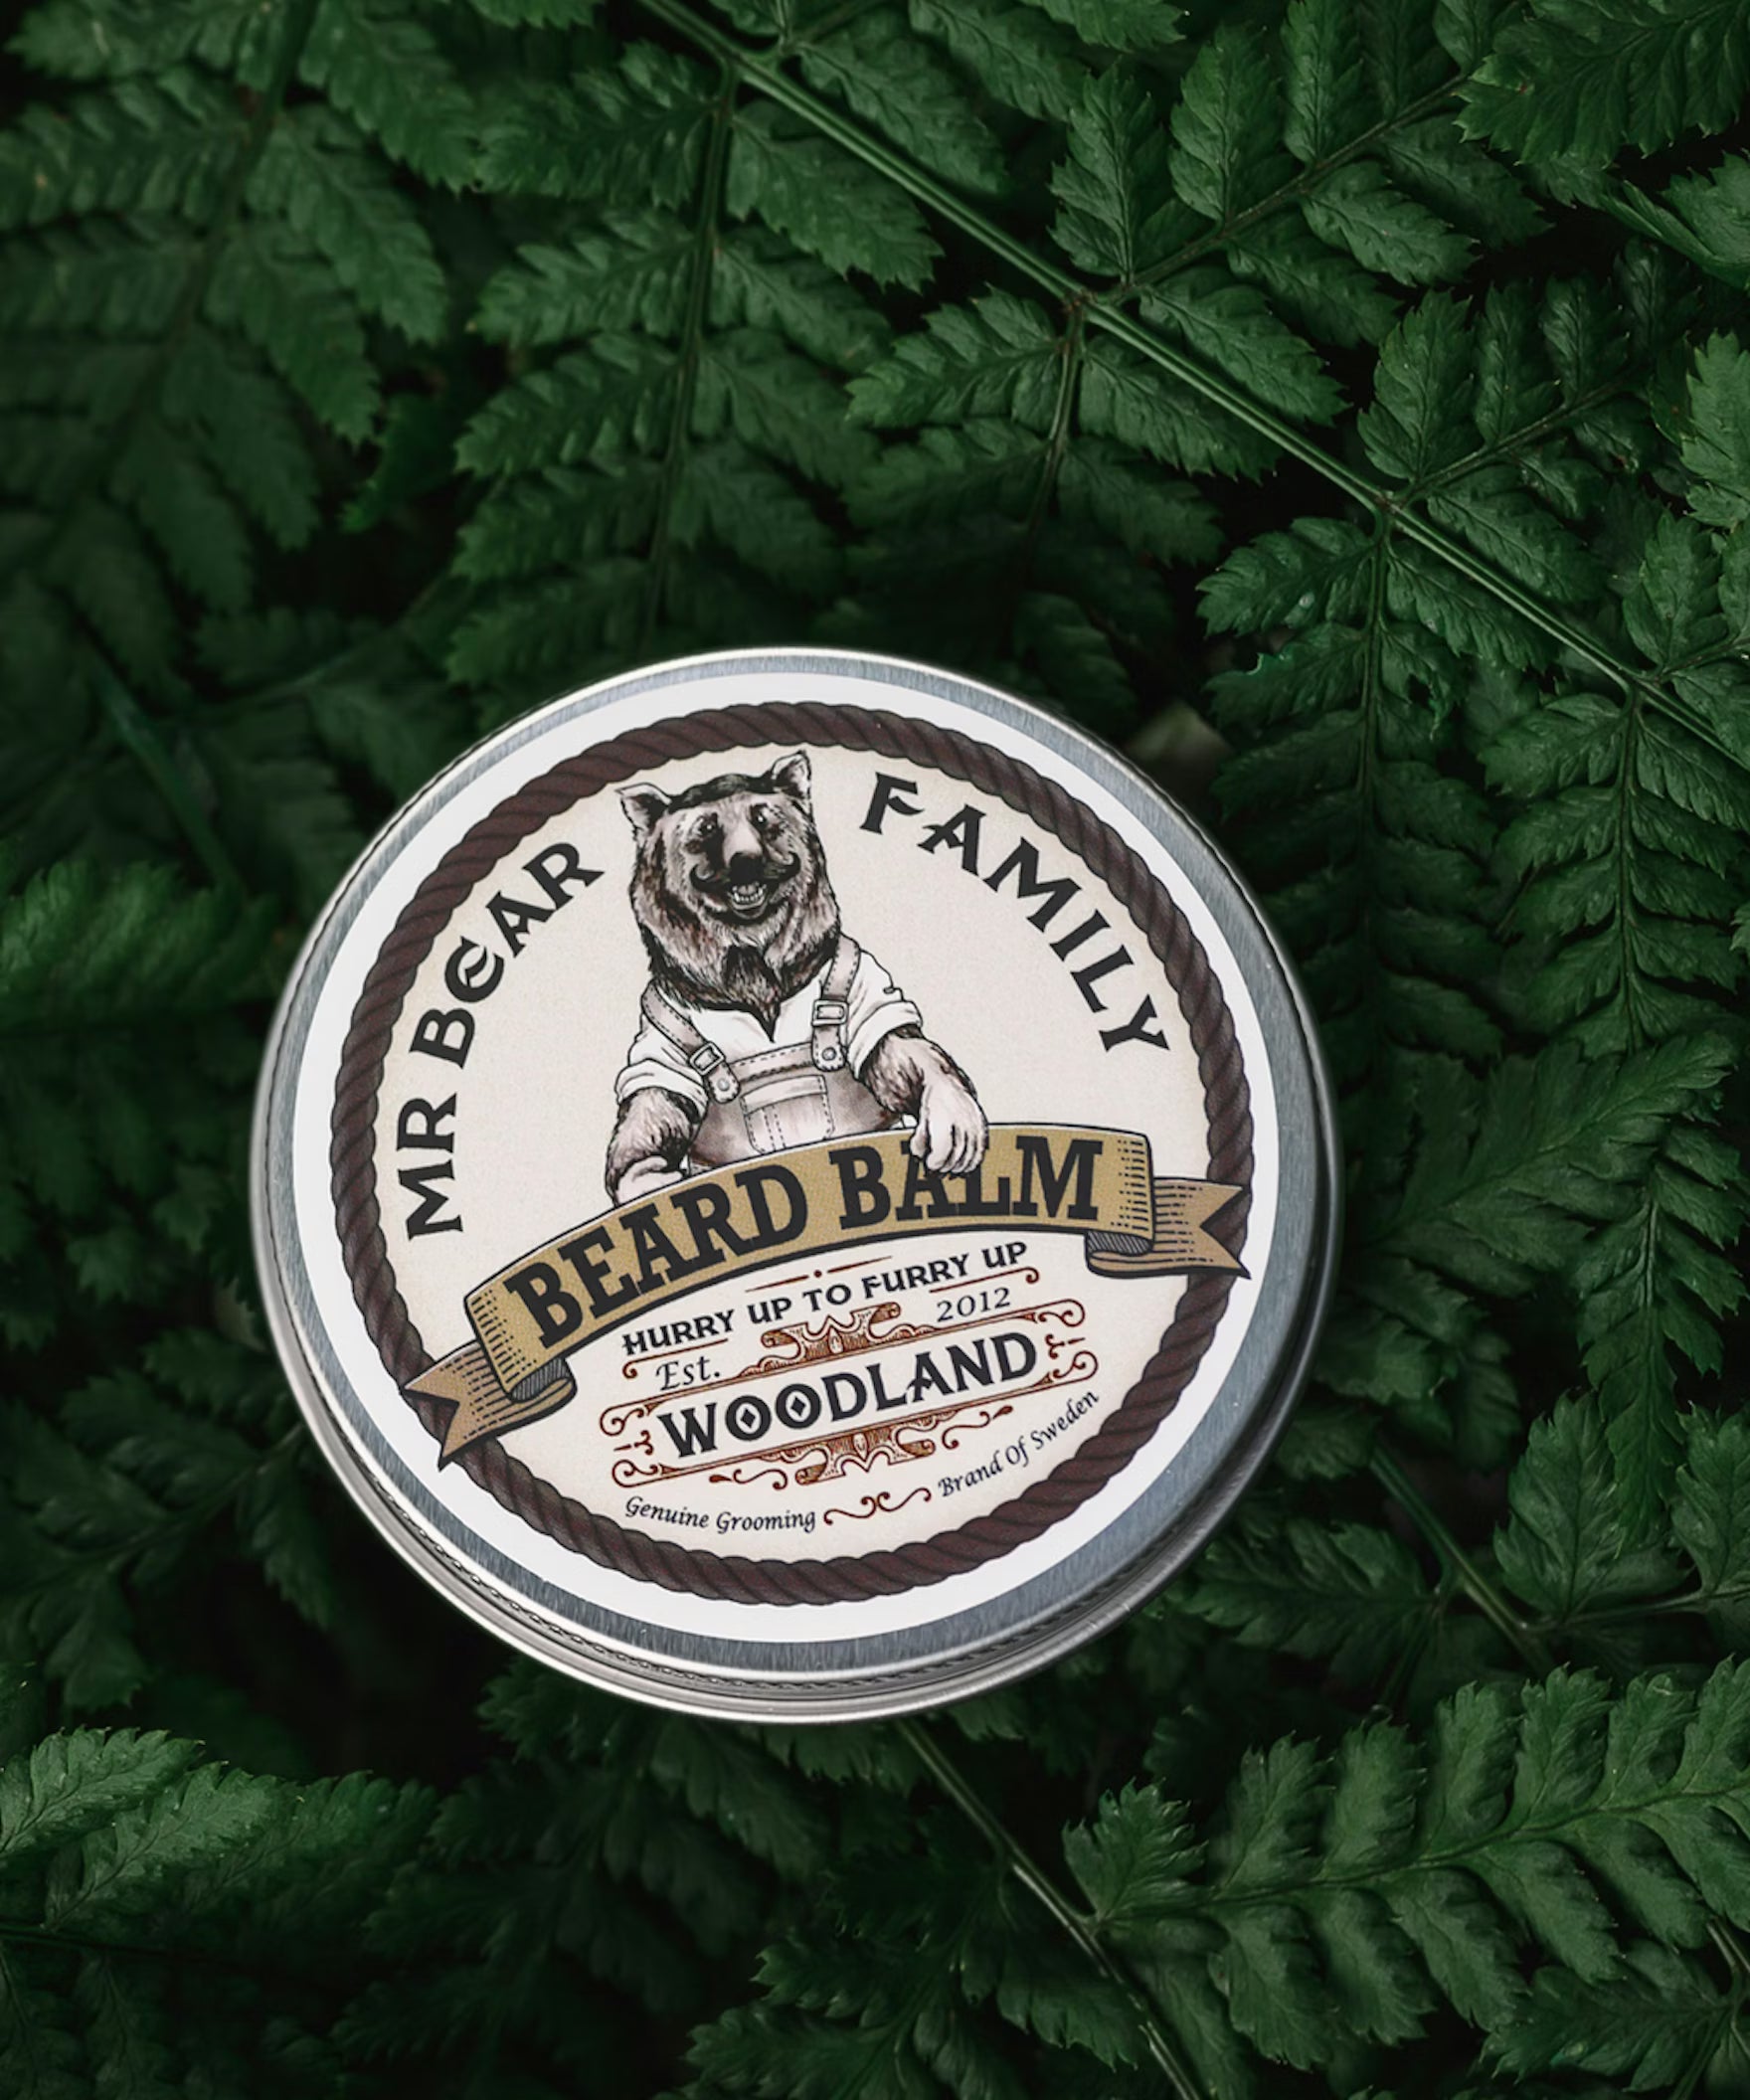 MR BEAR FAMILY
BEARD BALM
HURRY UP TO FURRY UP
Est. 2012
WOODLAND
Genuine Grooming Brand Of Sweden